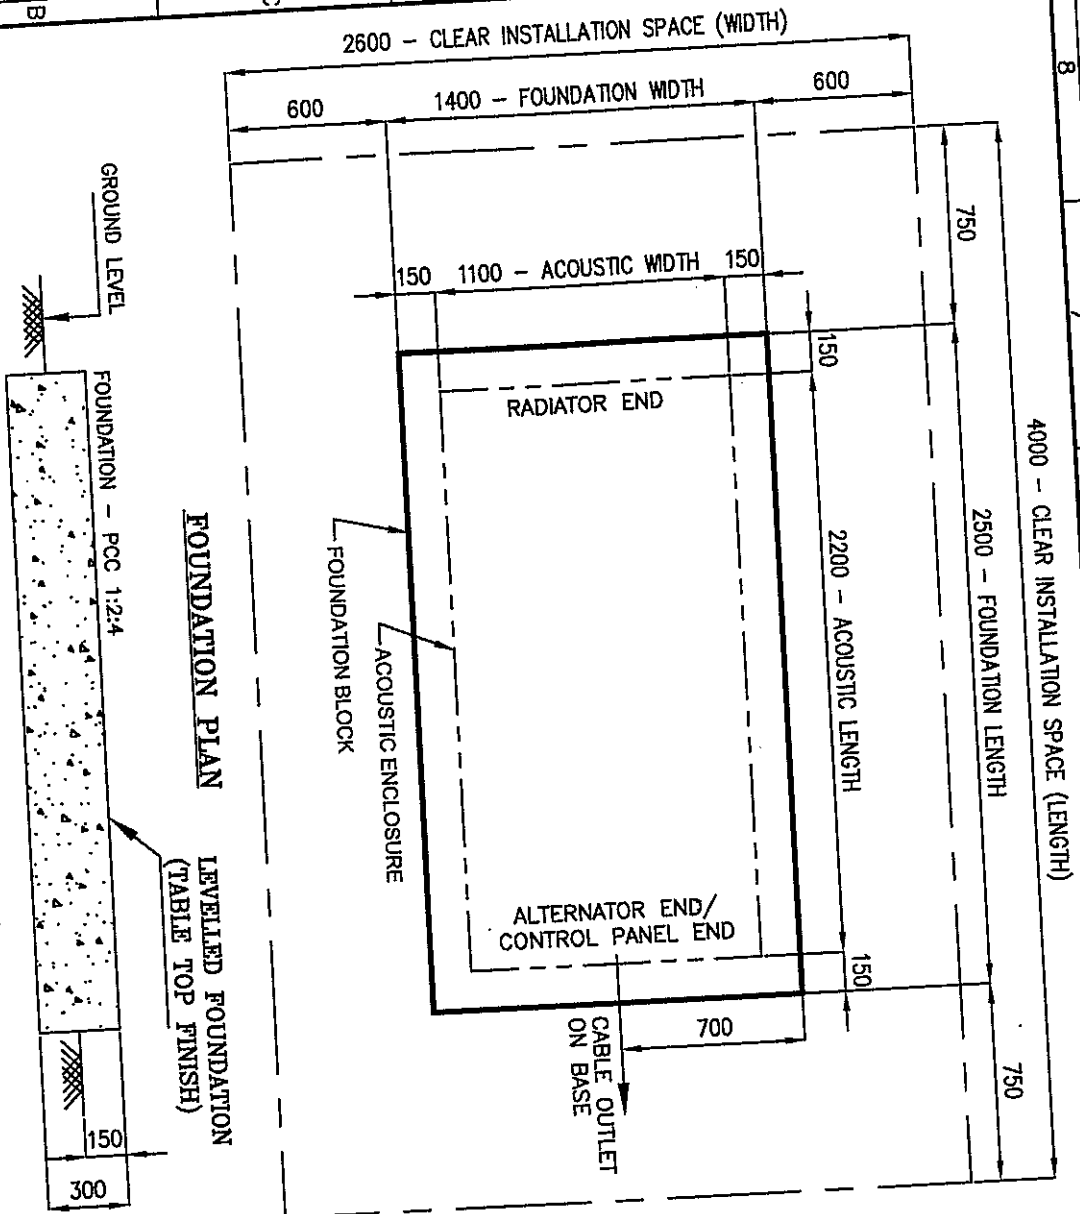 B
8
2600 - CLEAR INSTALLATION SPACE (WIDTH)
600
1400 - FOUNDATION WIDTH
600
4000 - CLEAR INSTALLATION SPACE (LENGTH)
750
2500 - FOUNDATION LENGTH
750
150
1100 - ACOUSTIC WIDTH
150
150
2200 - ACOUSTIC LENGTH
150
RADIATOR END
ALTERNATOR END/
CONTROL PANEL END
700
CABLE OUTLET
ON BASE
FOUNDATION BLOCK
ACOUSTIC ENCLOSURE
FOUNDATION PLAN
GROUND LEVEL
FOUNDATION - PCC 1:2:4
LEVELLED FOUNDATION
(TABLE TOP FINISH)
150
300